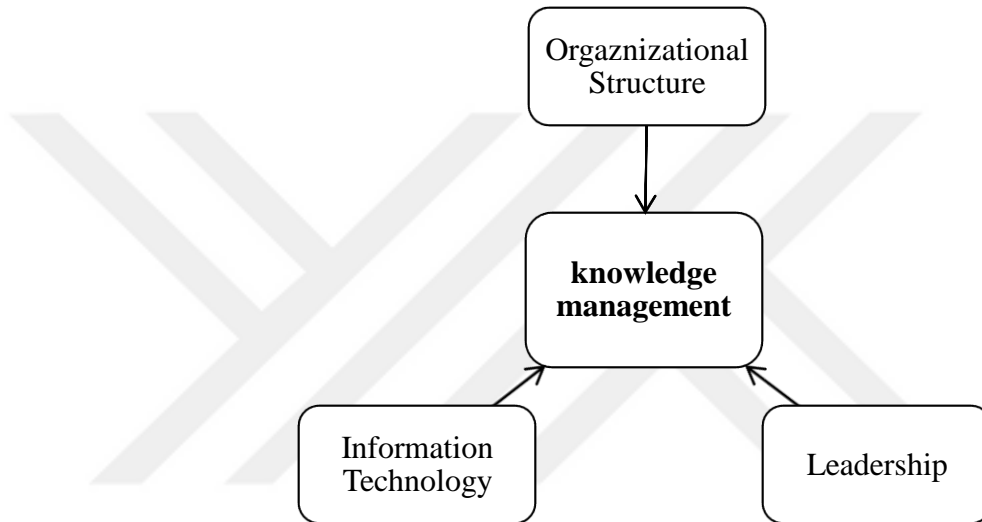 Orgaznizational
Structure
knowledge
management
Information
Technology
Leadership